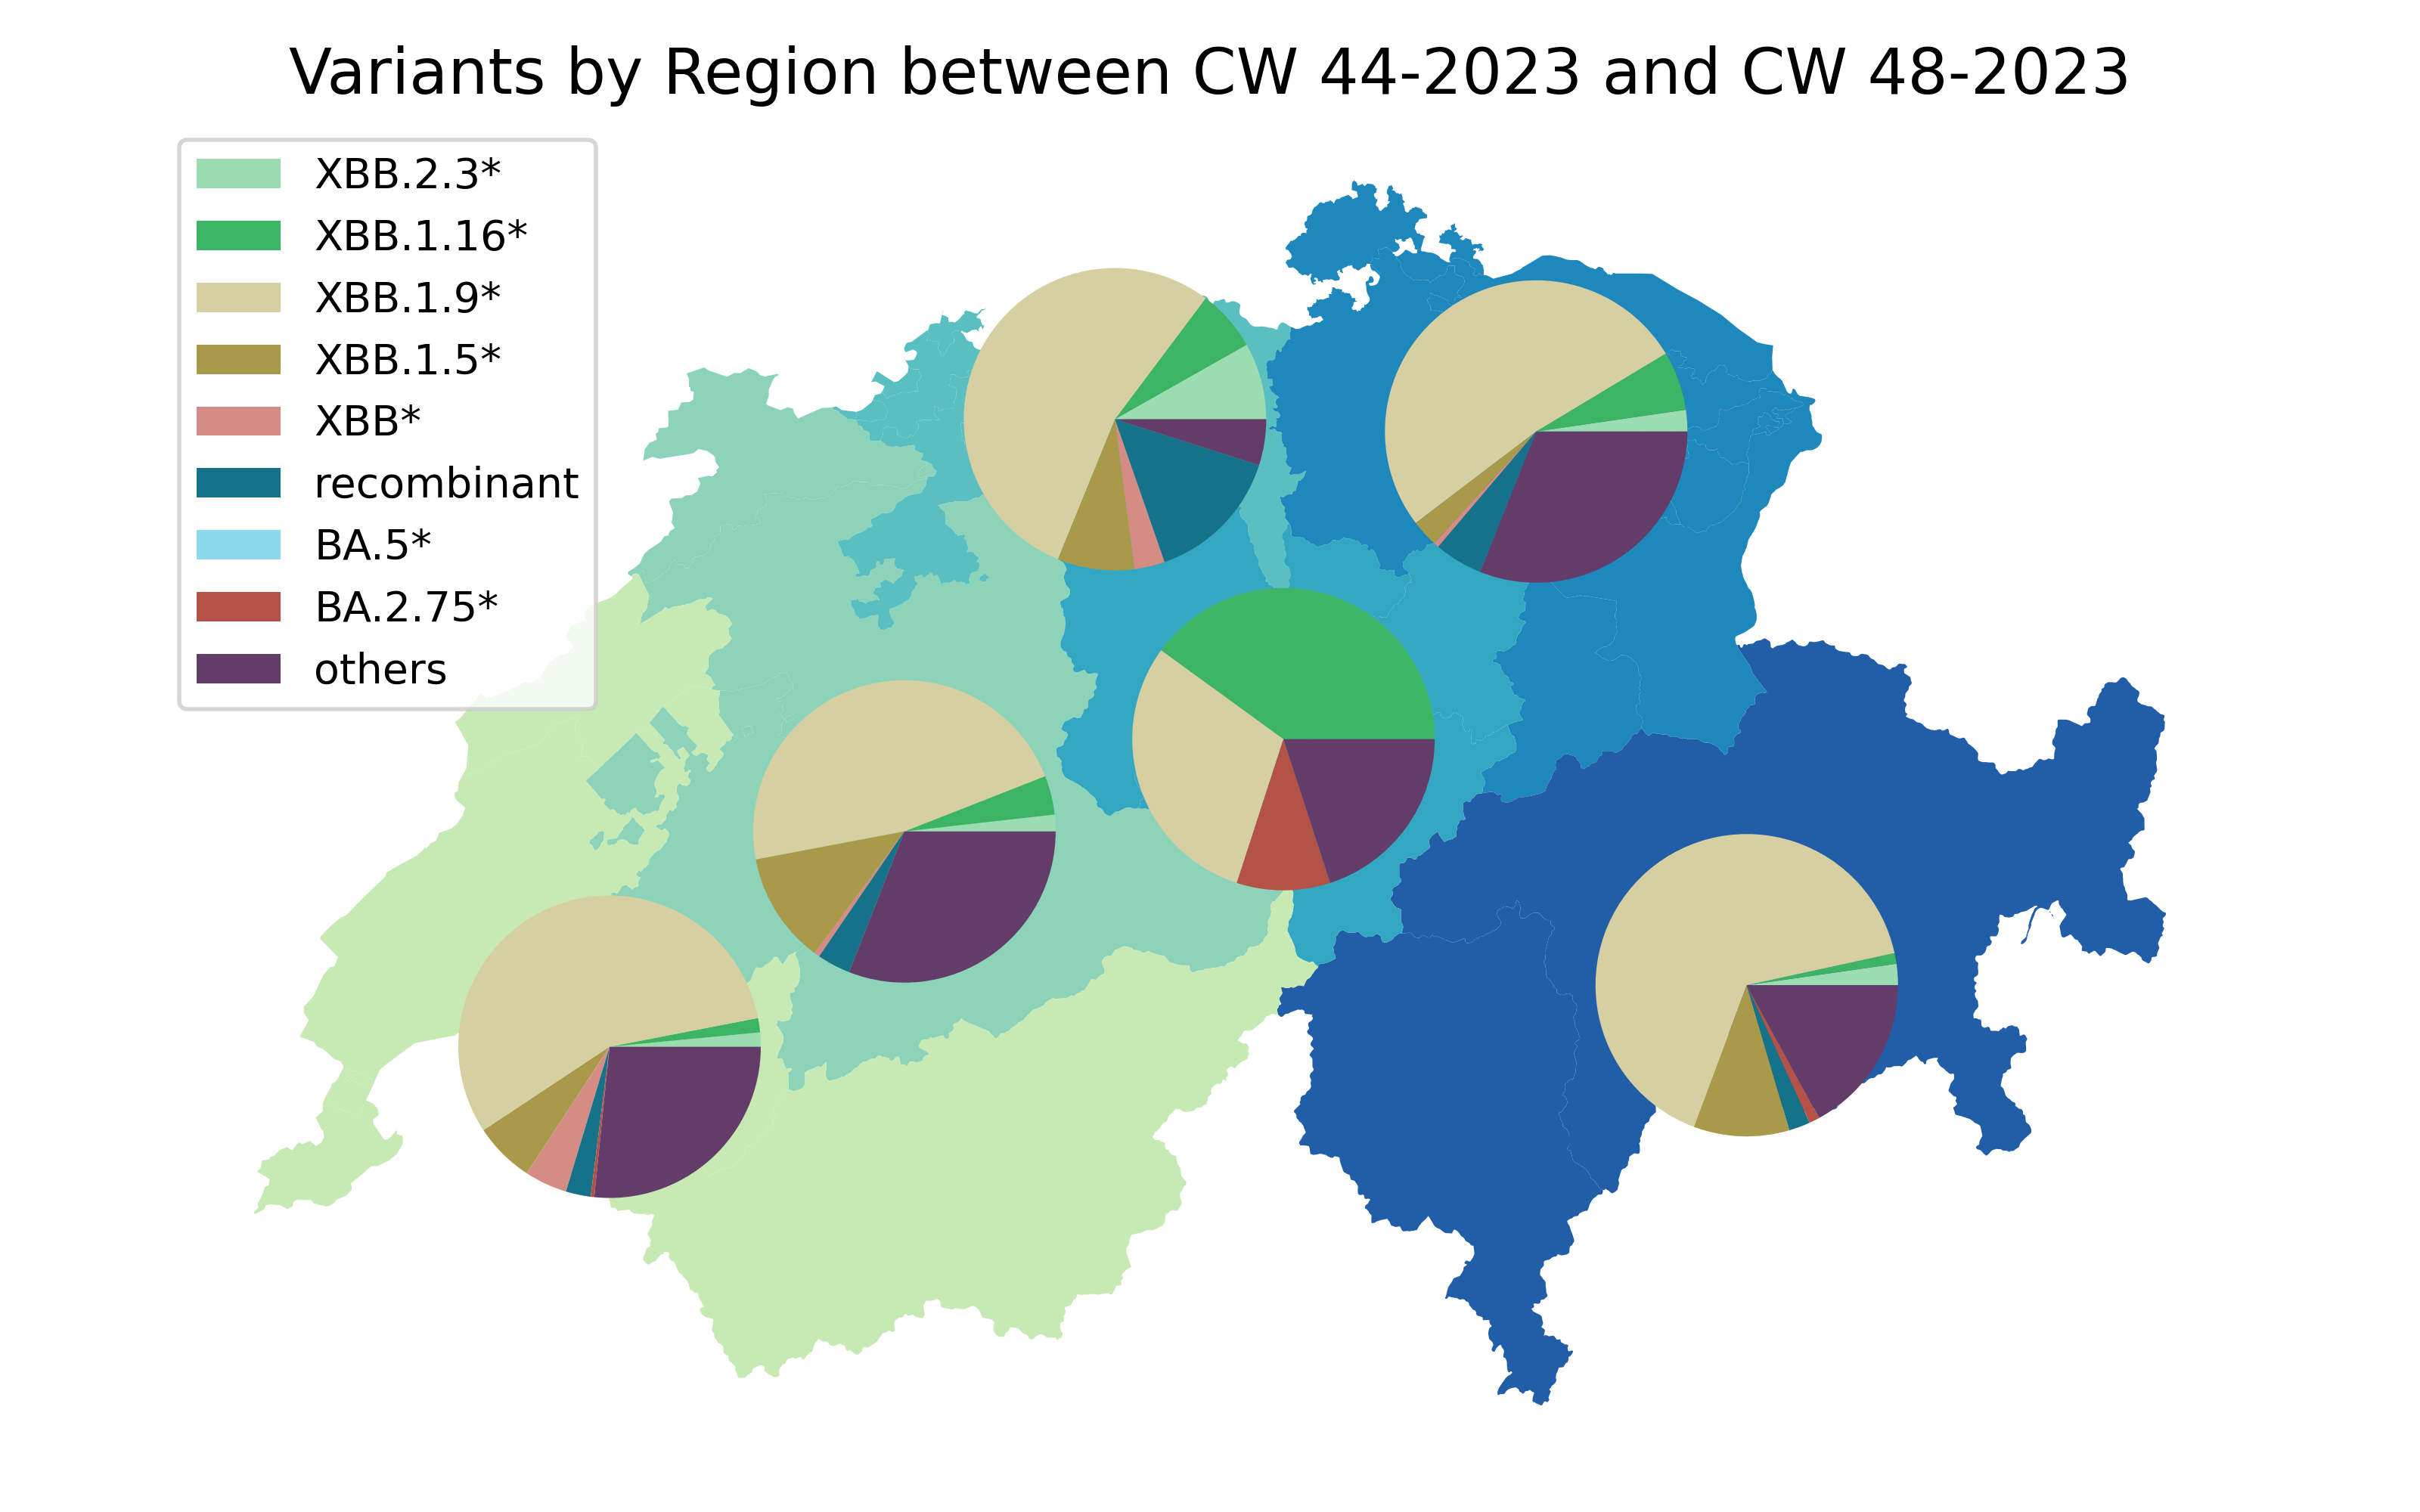 Variants by Region between CW 44-2023 and CW 48-2023
XBB.2.3*
XBB.1.16*
XBB.1.9*
XBB.1.5*
XBB*
recombinant
BA.5*
BA.2.75*
others